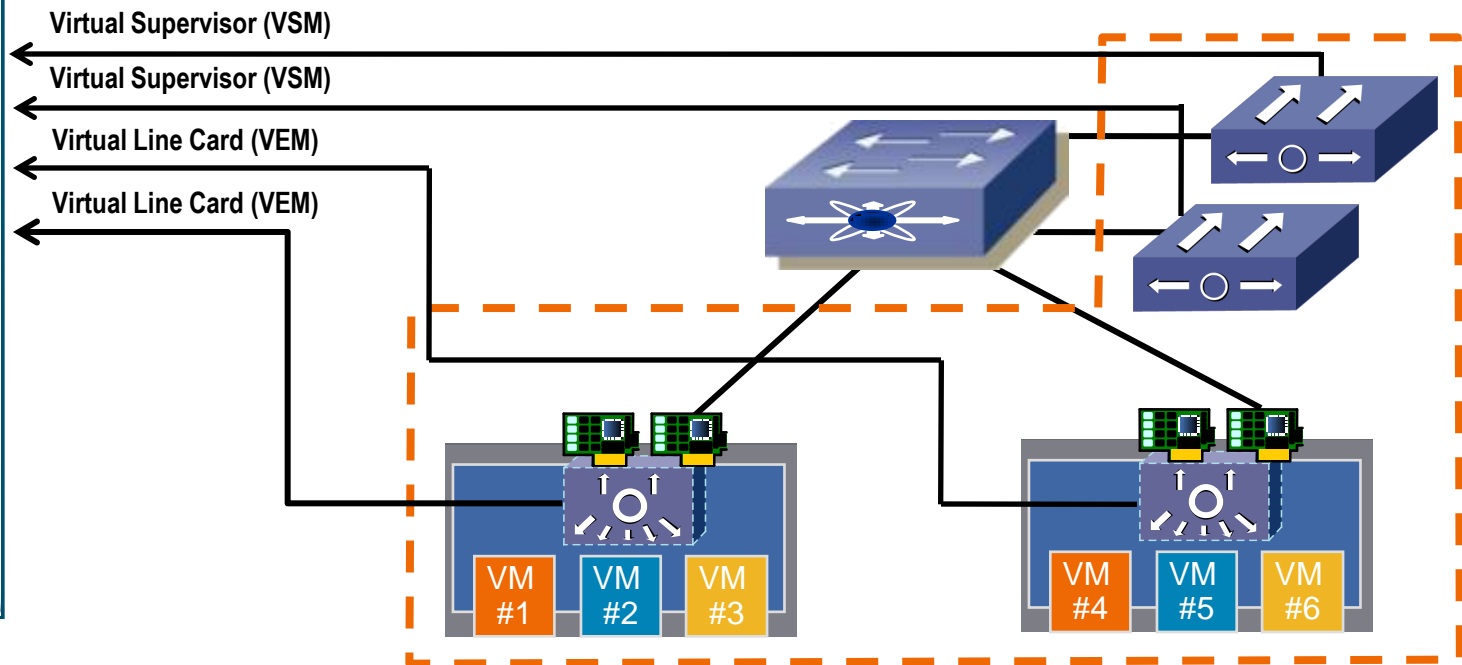 Virtual Supervisor (VSM)
Virtual Supervisor (VSM)
Virtual Line Card (VEM)
Virtual Line Card (VEM)
VM
#1
VM
#2
VM
#3
VM
#4
VM
#5
VM
#6